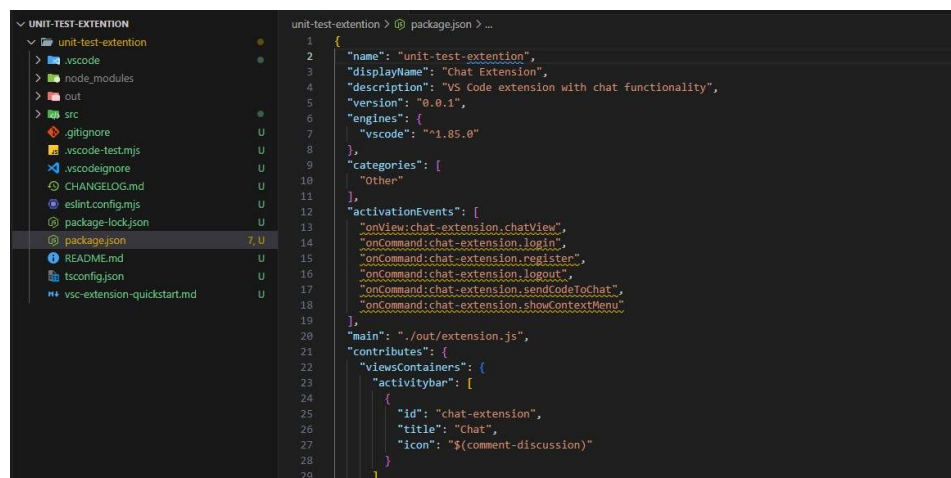 UNIT-TEST-EXTENTION
unit-test-extention
.vscode
node_modules
out
src
.gitignore U
.vscode-test.mjs U
.vscodeignore U
CHANGELOG.md U
eslint.config.mjs U
package-lock.json U
package.json 7, U
README.md U
tsconfig.json U
vsc-extension-quickstart.md U
unit-test-extention > package.json > ...
1 {
2 "name": "unit-test-extention",
3 "displayName": "Chat Extension",
4 "description": "VS Code extension with chat functionality",
5 "version": "0.0.1",
6 "engines": {
7 "vscode": "^1.85.0"
8 },
9 "categories": [
10 "Other"
11 ],
12 "activationEvents": [
13 "onView:chat-extension.chatView",
14 "onCommand:chat-extension.login",
15 "onCommand:chat-extension.register",
16 "onCommand:chat-extension.logout",
17 "onCommand:chat-extension.sendCodeToChat",
18 "onCommand:chat-extension.showContextMenu"
19 ],
20 "main": "./out/extension.js",
21 "contributes": {
22 "viewsContainers": {
23 "activitybar": [
24 {
25 "id": "chat-extension",
26 "title": "Chat",
27 "icon": "$(comment-discussion)"
28 }
29 ]